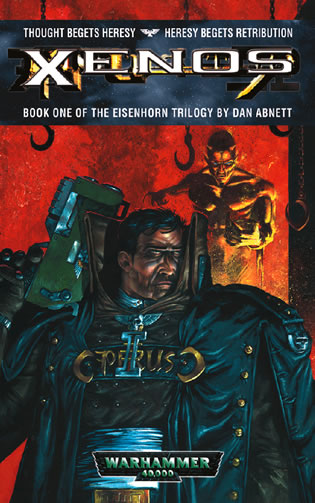 THOUGHT BEGETS HERESY HERESY BEGETS RETRIBUTION
XENOS
BOOK ONE OF THE EISENHORN TRILOGY BY DAN ABNETT
WARHAMMER
40,000